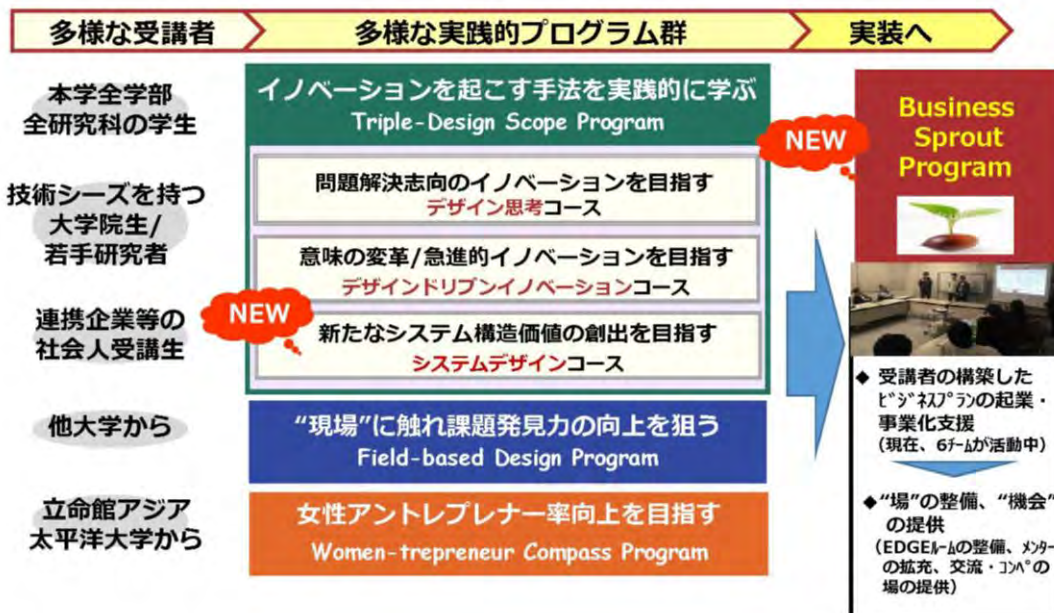 多様な受講者
多様な実践的プログラム群
実装へ
本学全学部
全研究科の学生
技術シーズを持つ
大学院生/
若手研究者
連携企業等の
社会人受講生
他大学から
立命館アジア
太平洋大学から
イノベーションを起こす手法を実践的に学ぶ
Triple-Design Scope Program
問題解決志向のイノベーションを目指す
デザイン思考コース
意味の変革/急進的イノベーションを目指す
デザインドリブンイノベーションコース
NEW
新たなシステム構造価値の創出を目指す
システムデザインコース
“現場”に触れ課題発見力の向上を狙う
Field-based Design Program
女性アントレプレナー率向上を目指す
Women-trepreneur Compass Program
NEW
Business
Sprout
Program
◆ 受講者の構築した
ビジネスプランの起業・
事業化支援
(現在、6チームが活動中)
◆“場”の整備、“機会”
の提供
(EDGEルームの整備、メンター
の拡充、交流・コンペの
場の提供)